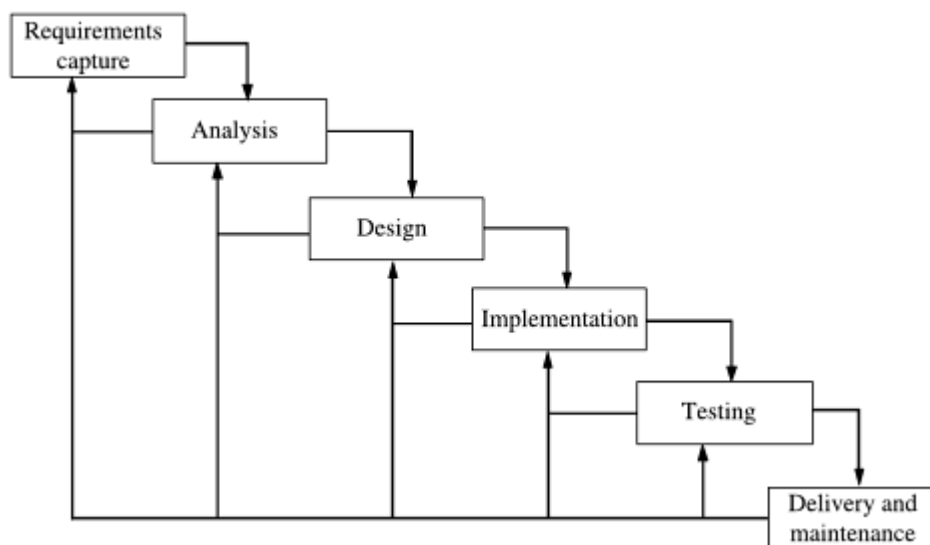 Requirements
capture
Analysis
Design
Implementation
Testing
Delivery and
maintenance